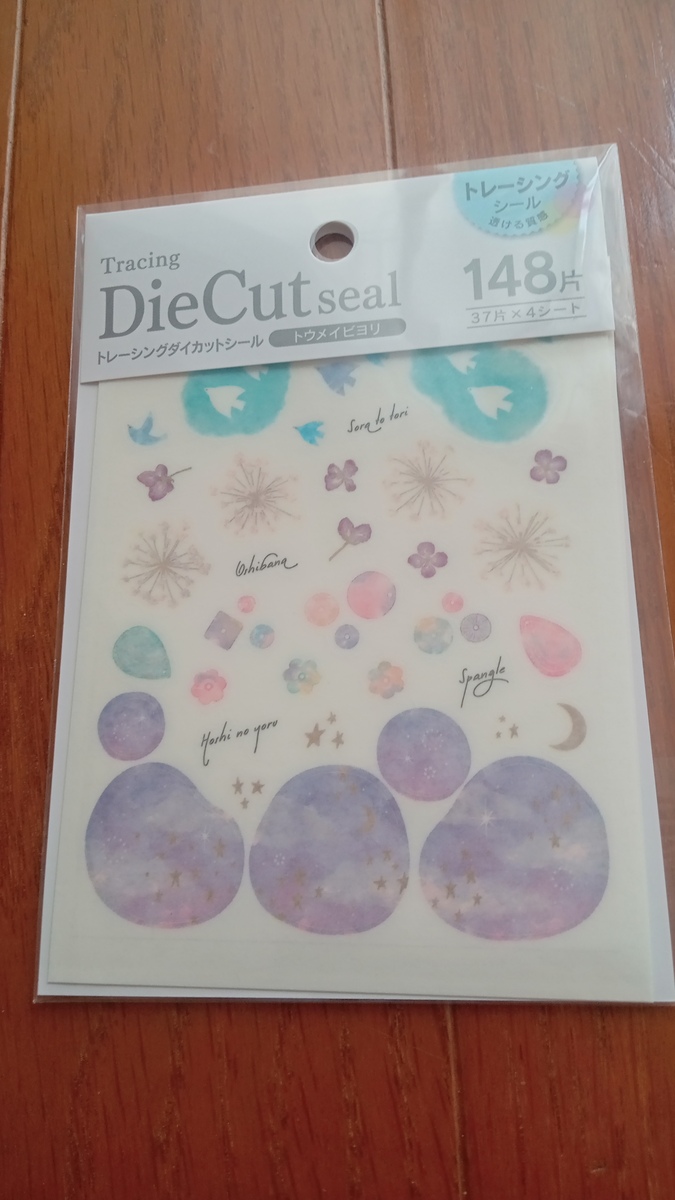 トレーシング
シール
透ける質感
Tracing
DieCut seal
148片
37片×4シート
トレーシングダイカットシール トウメイビヨリ
Sora to tori
Oshibana
Spangle
Hoshi no yoru